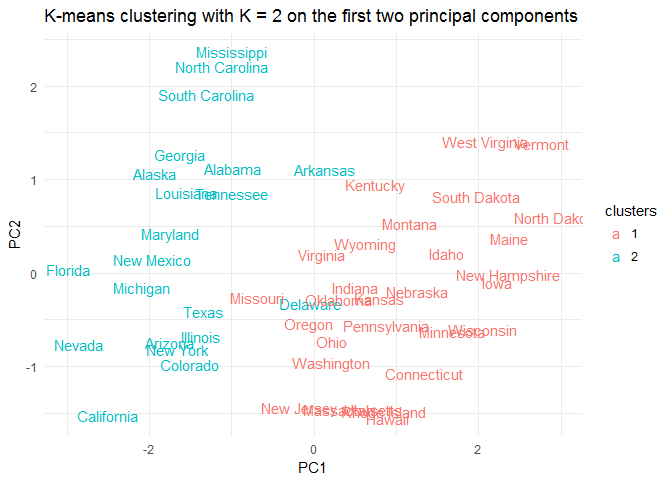 K-means clustering with K = 2 on the first two principal components
Mississippi
North Carolina
South Carolina
Georgia
Alaska
Alabama
Arkansas
Louisiana
Tennessee
Maryland
New Mexico
Florida
Michigan
Texas
Delaware
Nevada
Arizona
Illinois
New York
Colorado
California
West Virginia
Vermont
Kentucky
South Dakota
Montana
North Dako
Wyoming
Virginia
Maine
Idaho
New Hampshire
Iowa
Indiana
Missouri
Oklahoma
Kansas
Nebraska
Oregon
Pennsylvania
Minnesota
Wisconsin
Ohio
Washington
Connecticut
New Jersey
Rhode Island
Hawaii
2
1
0
-1
PC2
-2
0
2
PC1
clusters
a 1
a 2